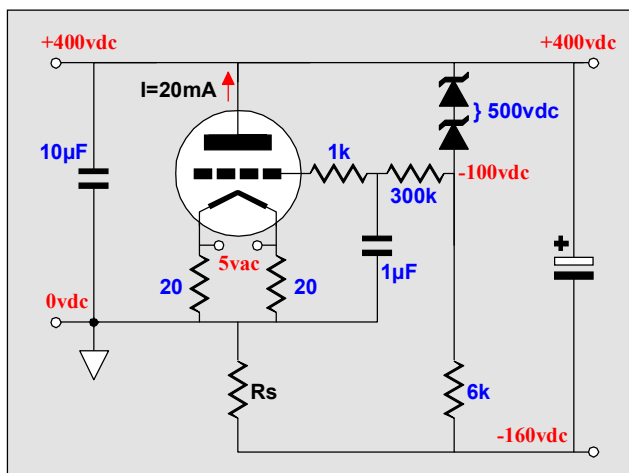 +400vdc
+400vdc
I=20mA
} 500vdc
10µF
1k
300k
-100vdc
1µF
5vac
20
20
+
0vdc
Rs
6k
-160vdc